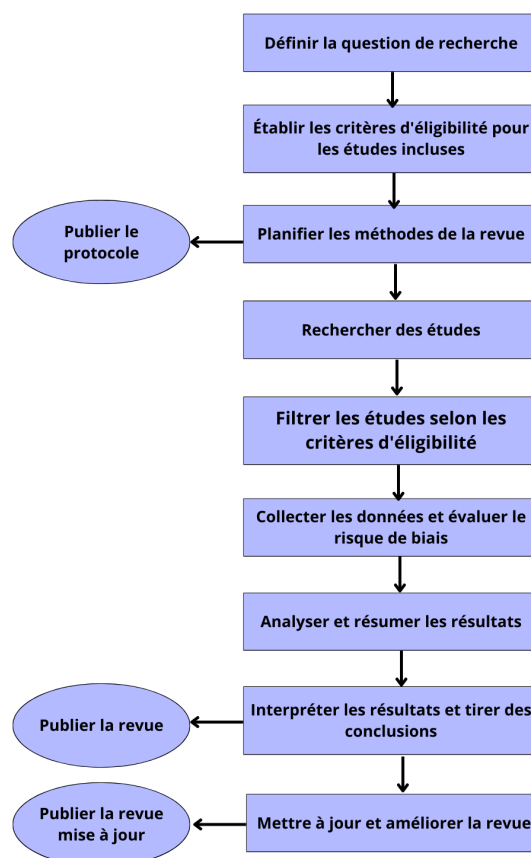 Définir la question de recherche
Établir les critères d'éligibilité pour
les études incluses
Publier le
protocole
Planifier les méthodes de la revue
Rechercher des études
Filtrer les études selon les
critères d'éligibilité
Collecter les données et évaluer le
risque de biais
Analyser et résumer les résultats
Publier la revue
Interpréter les résultats et tirer des
conclusions
Publier la revue
mise à jour
Mettre à jour et améliorer la revue